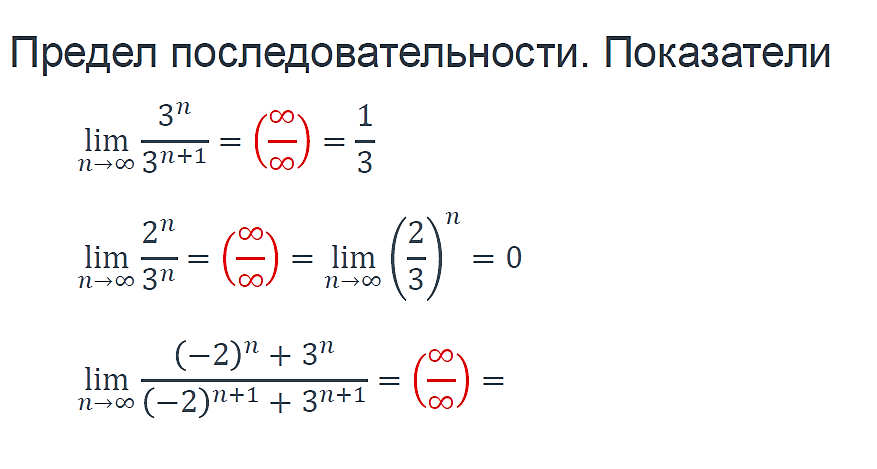 Предел последовательности. Показатели
lim_{n→∞} 3^n / 3^{n+1} = (∞/∞) = 1/3
lim_{n→∞} 2^n / 3^n = (∞/∞) = lim_{n→∞} (2/3)^n = 0
lim_{n→∞} ((−2)^n + 3^n) / ((−2)^{n+1} + 3^{n+1}) = (∞/∞) =